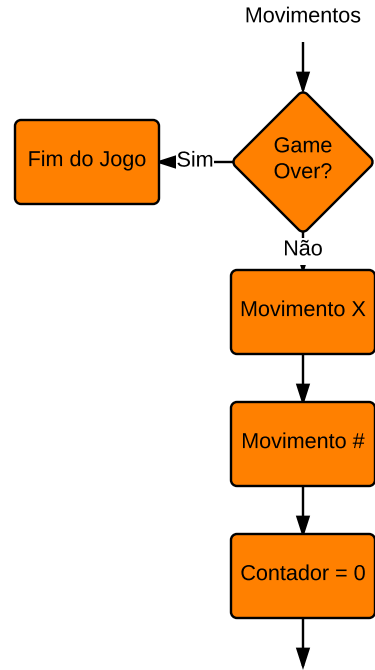 Movimentos
Game
Over?
Sim
Fim do Jogo
Não
Movimento X
Movimento #
Contador = 0